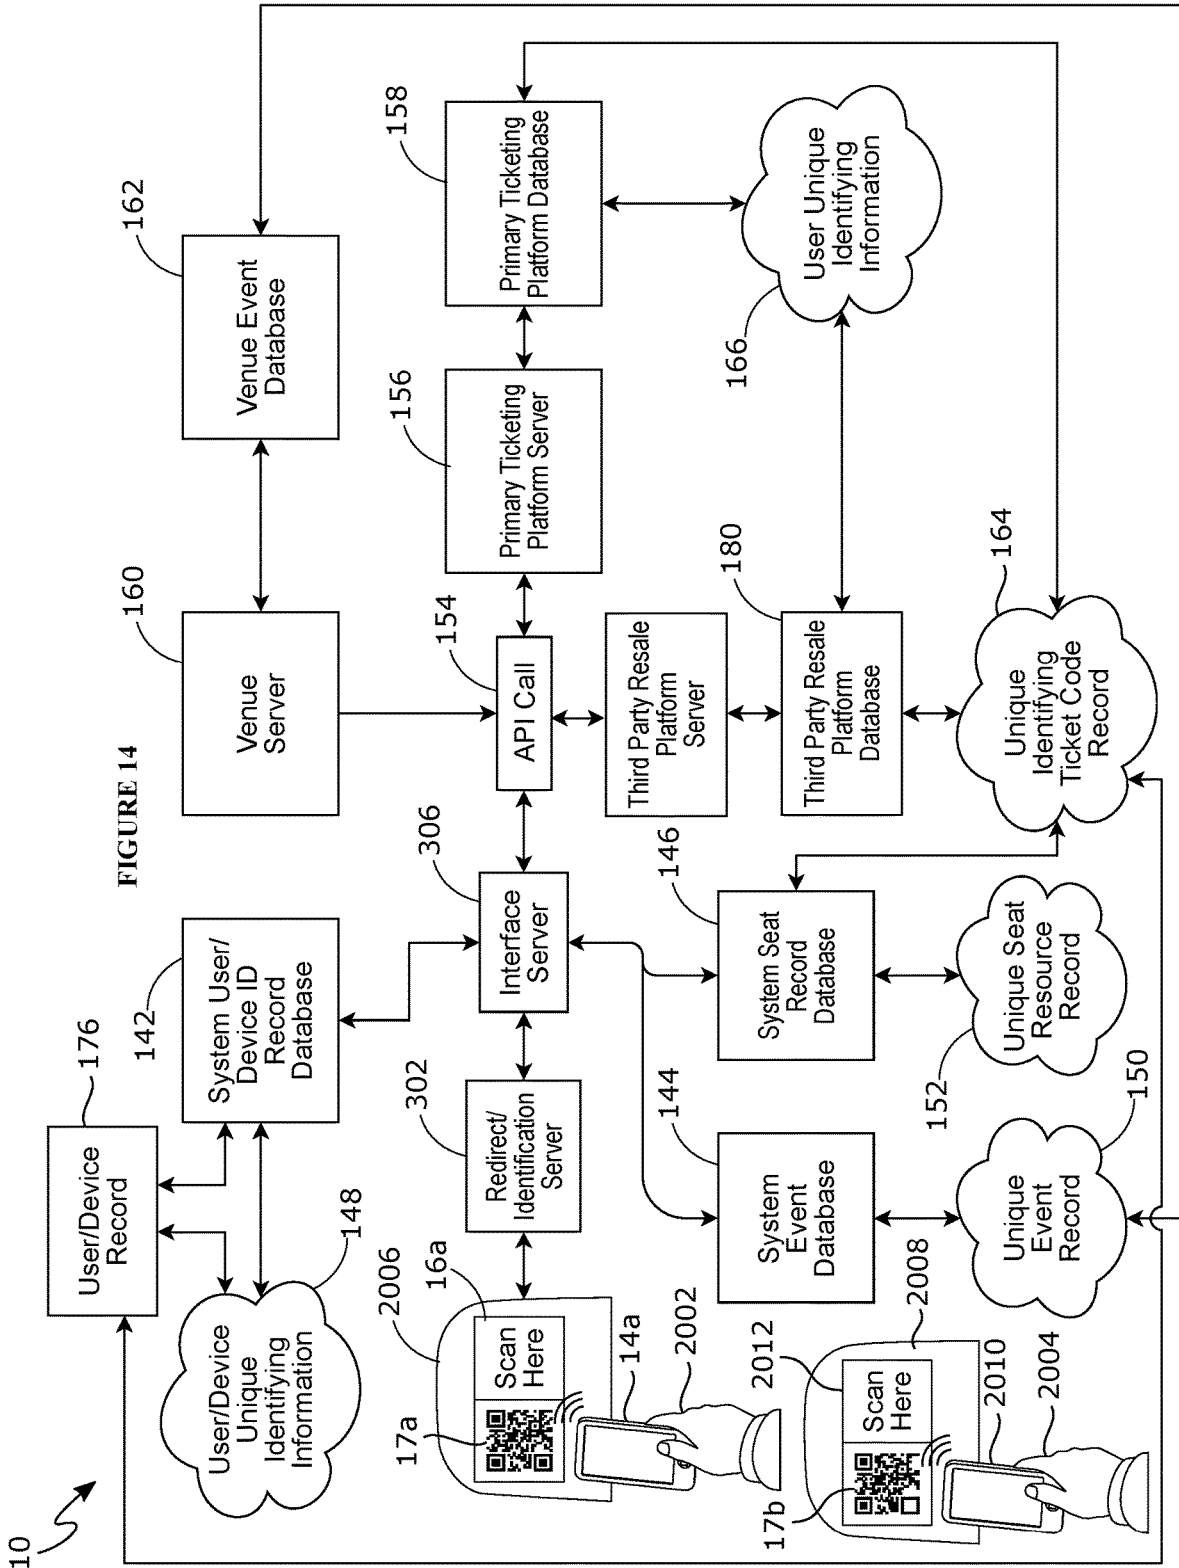 10
FIGURE 14
176
User/Device
Record
142
System User/
Device ID
Record
Database
148
User/Device
Unique
Identifying
Information
160
Venue
Server
162
Venue Event
Database
2006
16a
17a
Scan
Here
14a
2002
302
Redirect/
Identification
Server
306
Interface
Server
154
API Call
156
Primary Ticketing
Platform Server
158
Primary Ticketing
Platform Database
Third Party Resale
Platform
Server
180
Third Party Resale
Platform
Database
166
User Unique
Identifying
Information
144
System
Event
Database
146
System Seat
Record
Database
2012
2008
17b
Scan
Here
2010
2004
150
Unique
Event
Record
152
Unique Seat
Resource
Record
164
Unique
Identifying
Ticket Code
Record